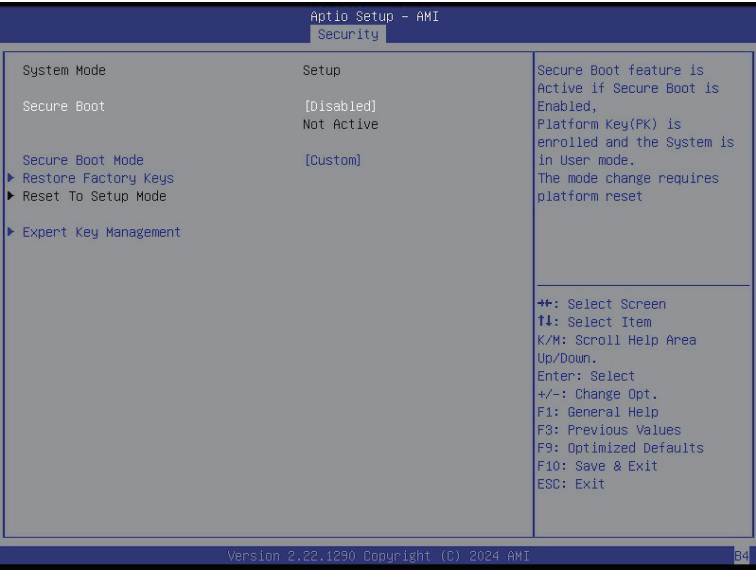 Aptio Setup – AMI
Security
System Mode Setup
Secure Boot [Disabled]
Not Active
Secure Boot Mode [Custom]
▶ Restore Factory Keys
▶ Reset To Setup Mode
▶ Expert Key Management
Secure Boot feature is
Active if Secure Boot is
Enabled,
Platform Key(PK) is
enrolled and the System is
in User mode.
The mode change requires
platform reset
→←: Select Screen
↑↓: Select Item
K/M: Scroll Help Area
Up/Down.
Enter: Select
+/-: Change Opt.
F1: General Help
F3: Previous Values
F9: Optimized Defaults
F10: Save & Exit
ESC: Exit
Version 2.22.1290 Copyright (C) 2024 AMI
B4